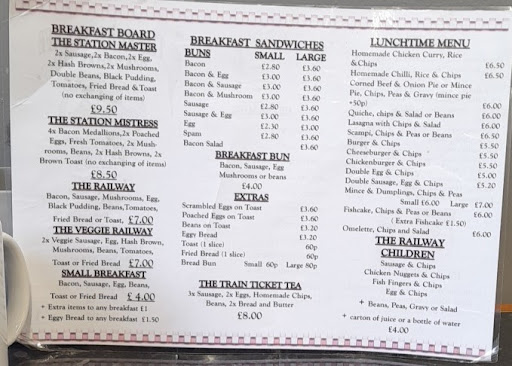 BREAKFAST BOARD
THE STATION MASTER
2x Sausage, 2x Bacon, 2x Egg,
2x Hash Browns, 2x Mushrooms,
Double Beans, Black Pudding,
Tomatoes, Fried Bread & Toast
(no exchanging of items)
£9.50
THE STATION MISTRESS
4x Bacon Medallions, 2x Poached
Eggs, Fresh Tomatoes, 2x Mush-
rooms, Beans, 2x Hash Browns, 2x
Brown Toast (no exchanging of items)
£8.50
THE RAILWAY
Bacon, Sausage, Mushrooms, Egg,
Black Pudding, Beans, Tomatoes,
Fried Bread or Toast, £7.00
THE VEGGIE RAILWAY
2x Veggie Sausage, Egg, Hash Brown,
Mushrooms, Beans, Tomatoes,
Toast or Fried Bread £7.00
SMALL BREAKFAST
Bacon, Sausage, Egg, Beans,
Toast or Fried Bread £ 4.00
+ Extra items to any breakfast £1
+ Eggy Bread to any breakfast £1.50
BREAKFAST SANDWICHES
BUNS SMALL LARGE
Bacon £2.80 £3.60
Bacon & Egg £3.00 £3.60
Bacon & Sausage £3.00 £3.60
Bacon & Mushroom £3.00 £3.60
Sausage £2.80 £3.60
Sausage & Egg £3.00 £3.60
Egg £2.30 £3.00
Spam £2.80 £3.60
Bacon Salad £3.60
BREAKFAST BUN
Bacon, Sausage, Egg
Mushrooms or beans
£4.00
EXTRAS
Scrambled Eggs on Toast £3.60
Poached Eggs on Toast £3.60
Beans on Toast £3.20
Eggy Bread £3.20
Toast (1 slice) 60p
Fried Bread (1 slice) 60p
Bread Bun Small 60p Large 80p
THE TRAIN TICKET TEA
3x Sausage, 2x Eggs, Homemade Chips,
Beans, 2x Bread and Butter
£8.00
LUNCHTIME MENU
Homemade Chicken Curry, Rice
& Chips £6.50
Homemade Chilli, Rice & Chips £6.50
Corned Beef & Onion Pie or Mince
Pie, Chips, Peas & Gravy (mince pie
+50p) £6.00
Quiche, chips & Salad or Beans £6.00
Lasagna with Chips & Salad £6.00
Scampi, Chips & Peas or Beans £6.50
Burger & Chips £5.50
Cheeseburger & Chips £5.50
Chickenburger & Chips £5.50
Double Egg & Chips £5.00
Double Sausage, Egg & Chips £5.20
Mince & Dumplings, Chips & Peas
Small £6.00 Large £7.00
Fishcake, Chips & Peas or Beans £6.00
( Extra Fishcake £1.50)
Omelette, Chips and Salad £6.00
THE RAILWAY
CHILDREN
Sausage & Chips
Chicken Nuggets & Chips
Fish Fingers & Chips
Egg & Chips
+ Beans, Peas, Gravy or Salad
+ carton of juice or a bottle of water
£4.00